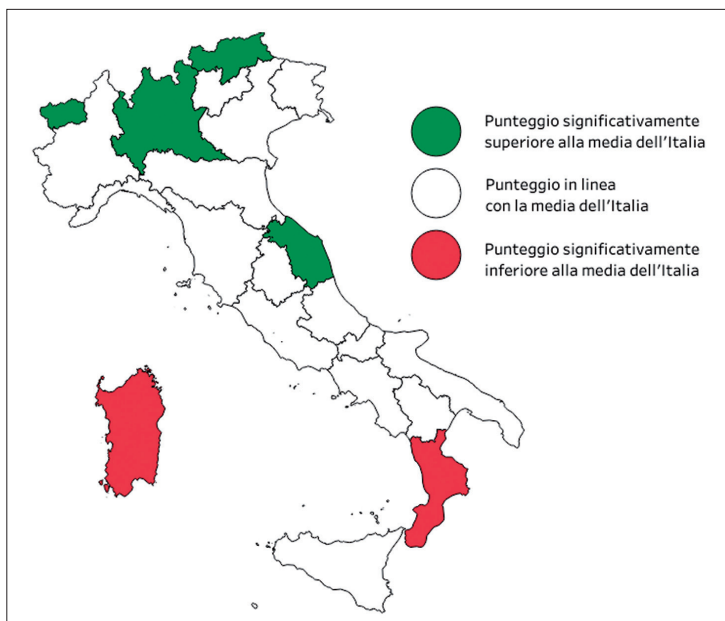 Punteggio significativamente
superiore alla media dell'Italia
Punteggio in linea
con la media dell'Italia
Punteggio significativamente
inferiore alla media dell'Italia